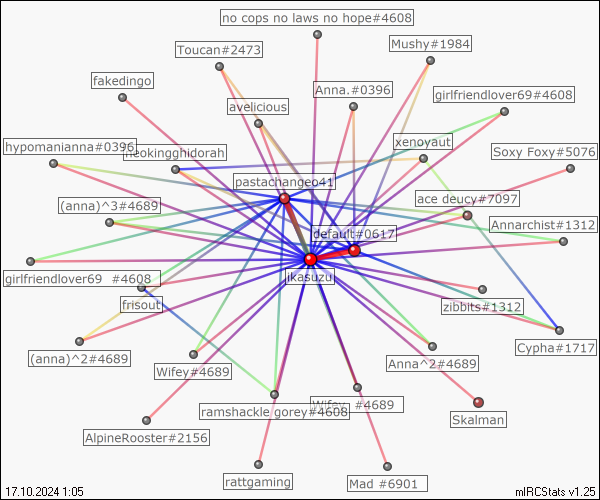 no cops no laws no hope#4608
Toucan#2473
Mushy#1984
fakedingo
Anna.#0396
girlfriendlover69#4608
avelicious
hypomanianna#0396
neokingghidorah
xenoyaut
Soxy Foxy#5076
pastachangeo41
(anna)^3#4689
ace deucy#7097
Annarchist#1312
default#0617
girlfriendlover69 #4608
jkasuzu
frisout
zibbits#1312
(anna)^2#4689
Wifey#4689
Anna^2#4689
Cypha#1717
ramshackle gorey#4608
Wifey #4689
Skalman
AlpineRooster#2156
rattgaming
Mad #6901
17.10.2024 1:05
mIRCStats v1.25